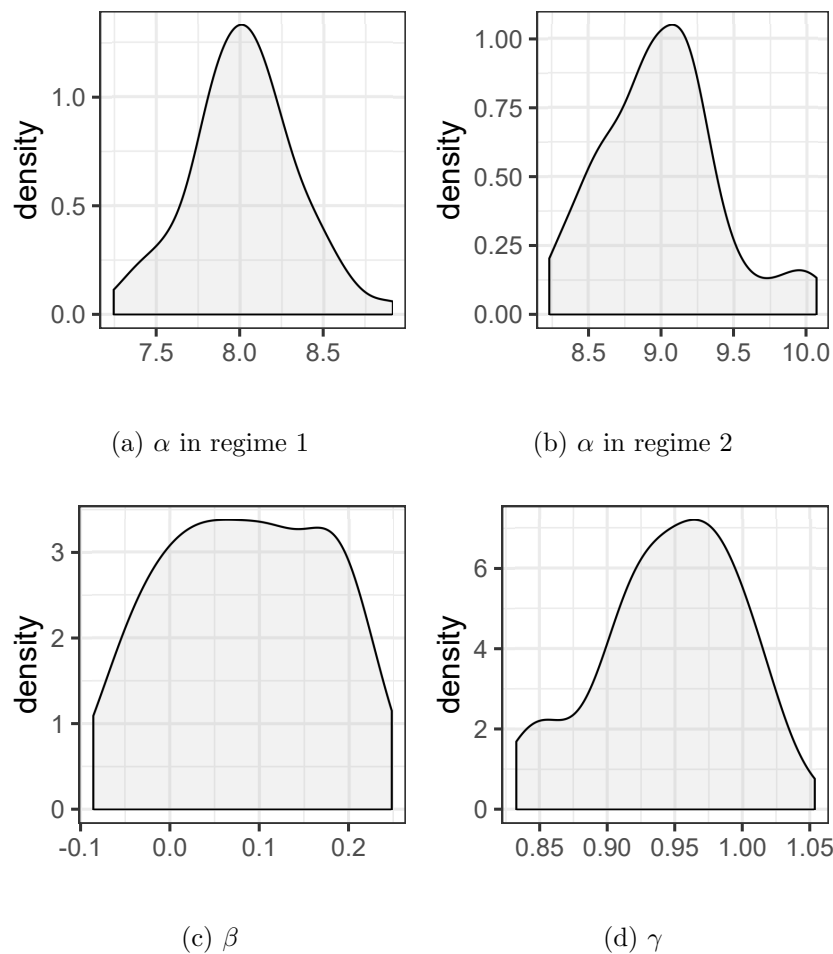 density
1.0
0.5
0.0
7.5 8.0 8.5
(a) α in regime 1
density
1.00
0.75
0.50
0.25
0.00
8.5 9.0 9.5 10.0
(b) α in regime 2
density
3
2
1
0
-0.1 0.0 0.1 0.2
(c) β
density
6
4
2
0
0.85 0.90 0.95 1.00 1.05
(d) γ